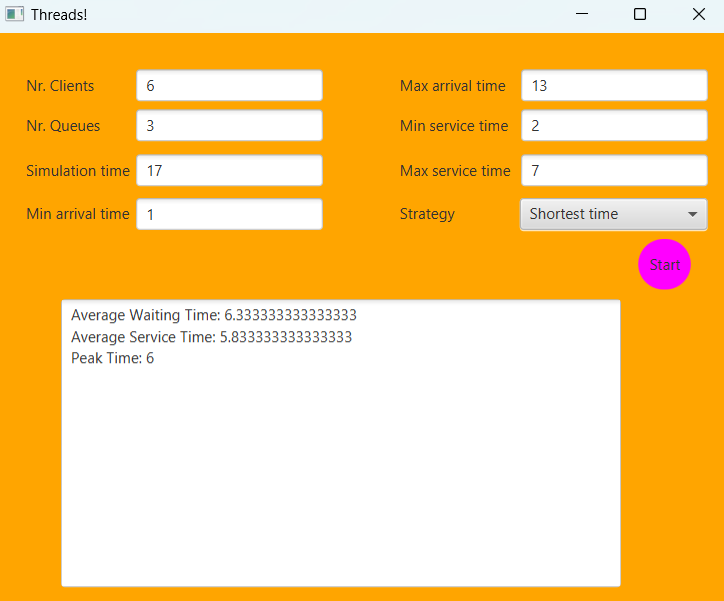 Threads!
Nr. Clients 6 Max arrival time 13
Nr. Queues 3 Min service time 2
Simulation time 17 Max service time 7
Min arrival time 1 Strategy Shortest time
Start
Average Waiting Time: 6.333333333333333
Average Service Time: 5.833333333333333
Peak Time: 6